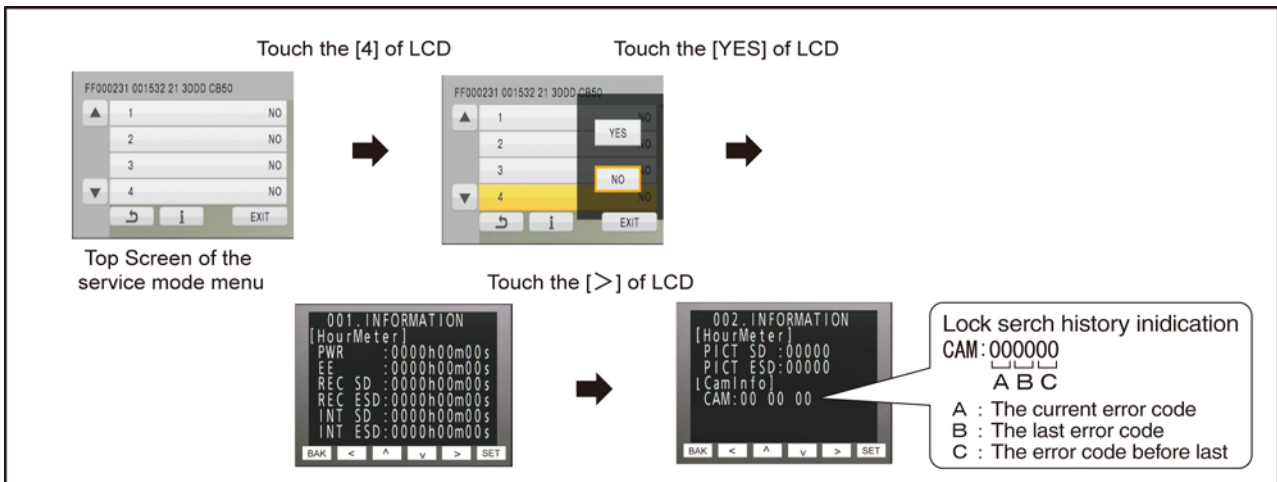 Touch the [4] of LCD
Touch the [YES] of LCD
FF000231 001532 21 3DDD CB50
▲ 1 NO
2 NO
3 NO
▼ 4 NO
i EXIT
Top Screen of the
service mode menu
FF000231 001532 21 3DDD CB50
▲ 1 NO
YES
2
3 NO
NO
▼ 4 NO
i EXIT
Touch the [>] of LCD
001.INFORMATION
[HourMeter]
PWR :0000h00m00s
EE :0000h00m00s
REC SD :0000h00m00s
REC ESD:0000h00m00s
INT SD :0000h00m00s
INT ESD:0000h00m00s
BAK < ^ v > SET
002.INFORMATION
[HourMeter]
PICT SD :00000
PICT ESD:00000
[CamInfo]
CAM:00 00 00
BAK < ^ v > SET
Lock serch history inidication
CAM:000000
A B C
A : The current error code
B : The last error code
C : The error code before last